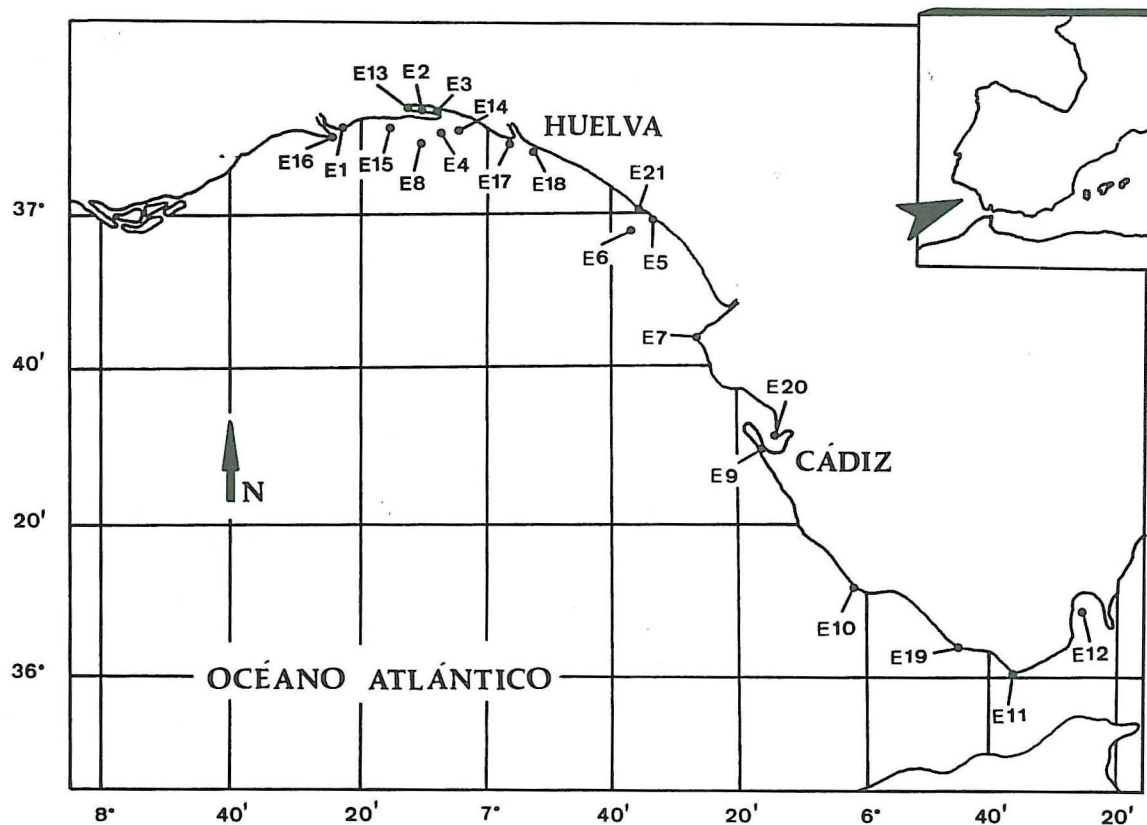 E13
E2
E3
E14
HUELVA
E16
E1
E15
E8
E4
E17
E18
E21
37°
E6
E5
E7
40'
E20
E9
CÁDIZ
N
20'
E10
E19
E12
36°
OCÉANO ATLÁNTICO
E11
8°
40'
20'
7°
40'
20'
6°
40'
20'